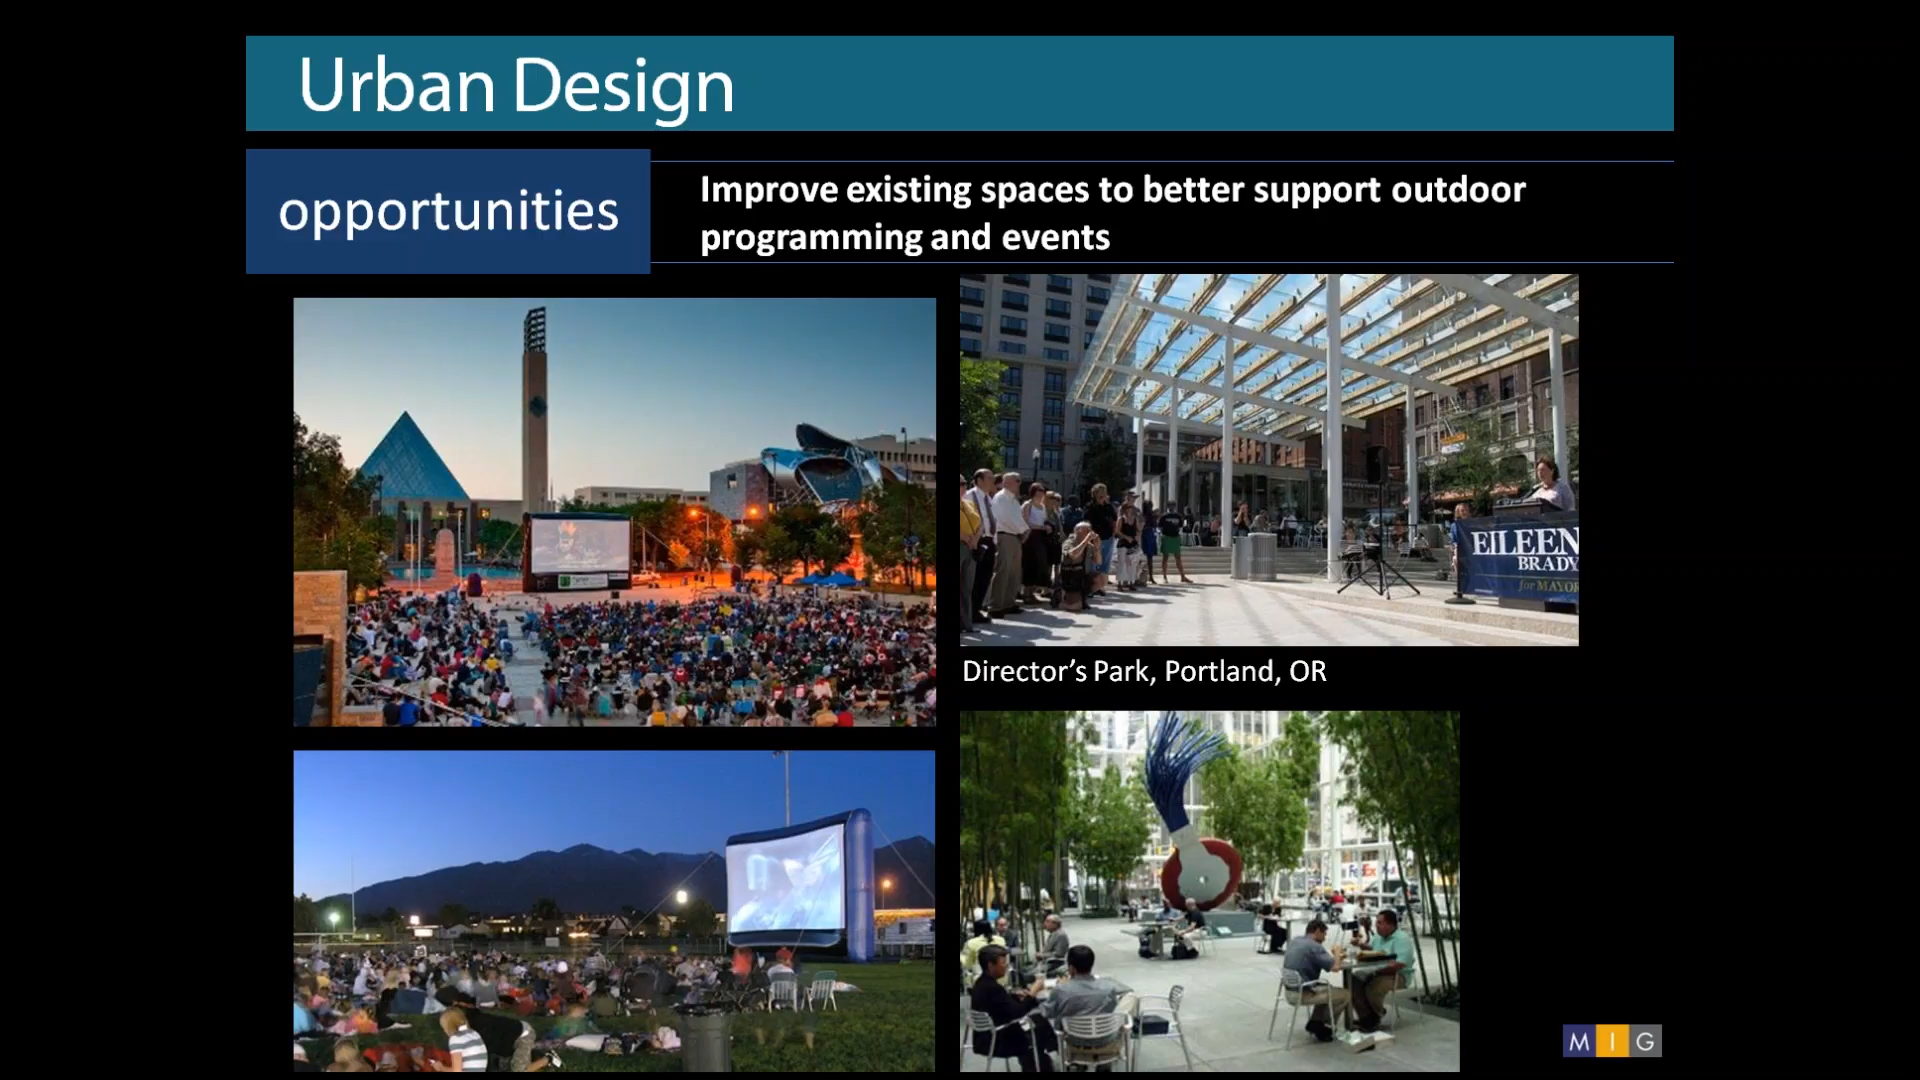 Urban Design
opportunities
Improve existing spaces to better support outdoor
programming and events
EILEEN
BRADY
for MAYOR
Director's Park, Portland, OR
FedEx
MIG